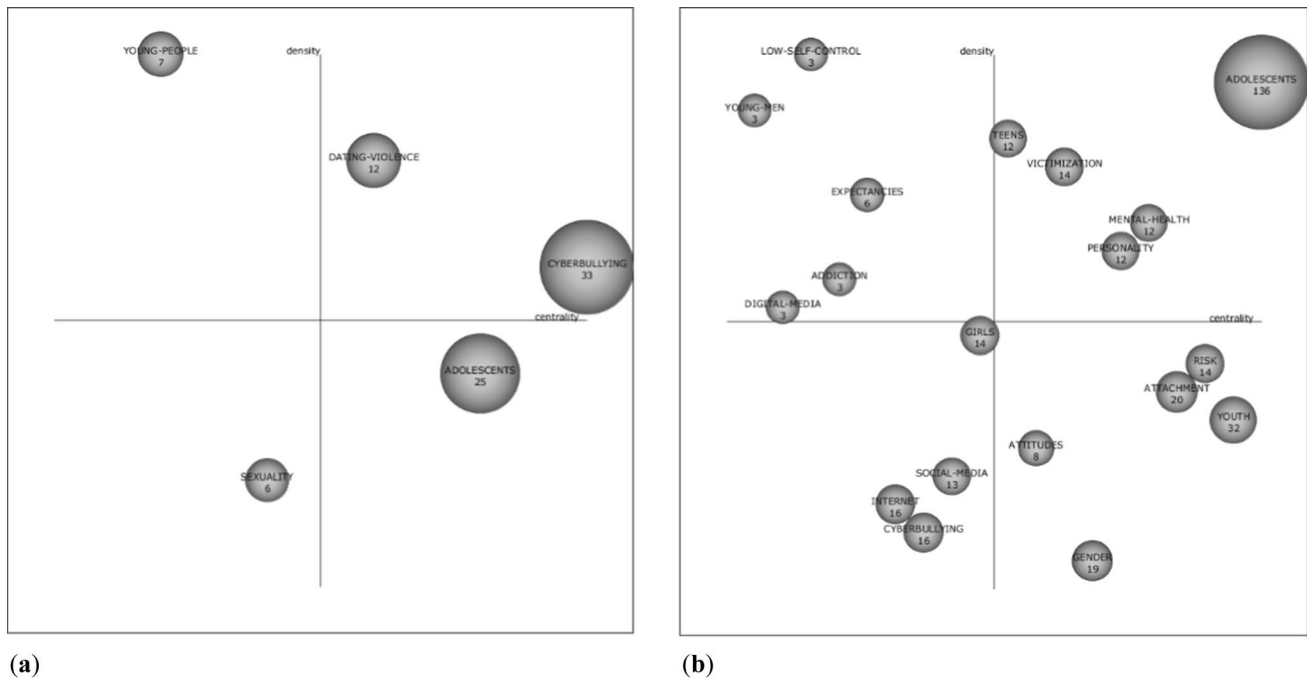 YOUNG-PEOPLE
7
density
DATING-VIOLENCE
12
CYBERBULLYING
33
centrality
ADOLESCENTS
25
SEXUALITY
6
(a)
LOW-SELF-CONTROL
3
density
ADOLESCENTS
136
YOUNG-MEN
3
TEENS
12
VICTIMIZATION
14
EXPECTANCIES
6
MENTAL-HEALTH
12
PERSONALITY
12
ADDICTION
3
DIGITAL-MEDIA
3
centrality
GIRLS
14
RISK
14
ATTACHMENT
20
YOUTH
32
ATTITUDES
8
SOCIAL-MEDIA
13
INTERNET
16
CYBERBULLYING
16
GENDER
19
(b)